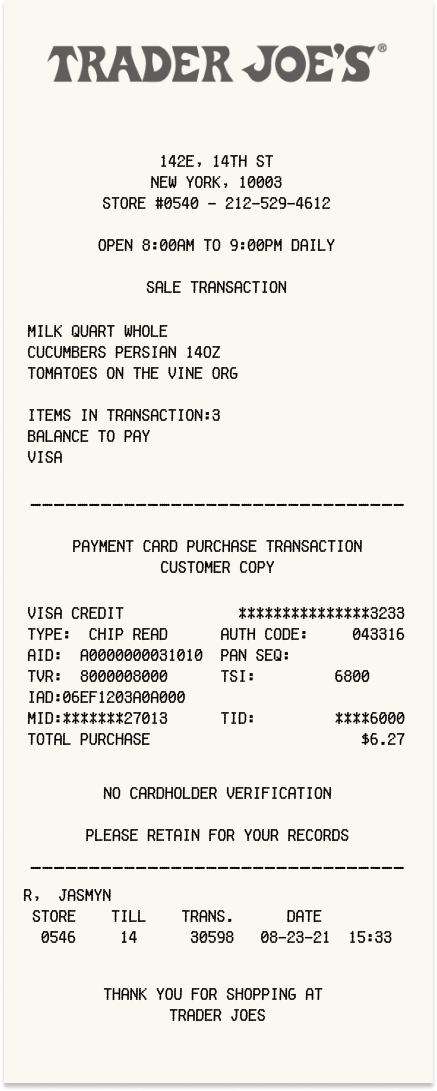 TRADER JOE'S®
142E, 14TH ST
NEW YORK, 10003
STORE #0540 - 212-529-4612
OPEN 8:00AM TO 9:00PM DAILY
SALE TRANSACTION
MILK QUART WHOLE
CUCUMBERS PERSIAN 14OZ
TOMATOES ON THE VINE ORG
ITEMS IN TRANSACTION:3
BALANCE TO PAY
VISA
PAYMENT CARD PURCHASE TRANSACTION
CUSTOMER COPY
VISA CREDIT ***************3233
TYPE: CHIP READ AUTH CODE: 043316
AID: A0000000031010 PAN SEQ:
TVR: 8000008000 TSI: 6800
IAD:06EF1203A0A000
MID:*******27013 TID: ****6000
TOTAL PURCHASE $6.27
NO CARDHOLDER VERIFICATION
PLEASE RETAIN FOR YOUR RECORDS
R, JASMYN
STORE TILL TRANS. DATE
0546 14 30598 08-23-21 15:33
THANK YOU FOR SHOPPING AT
TRADER JOES